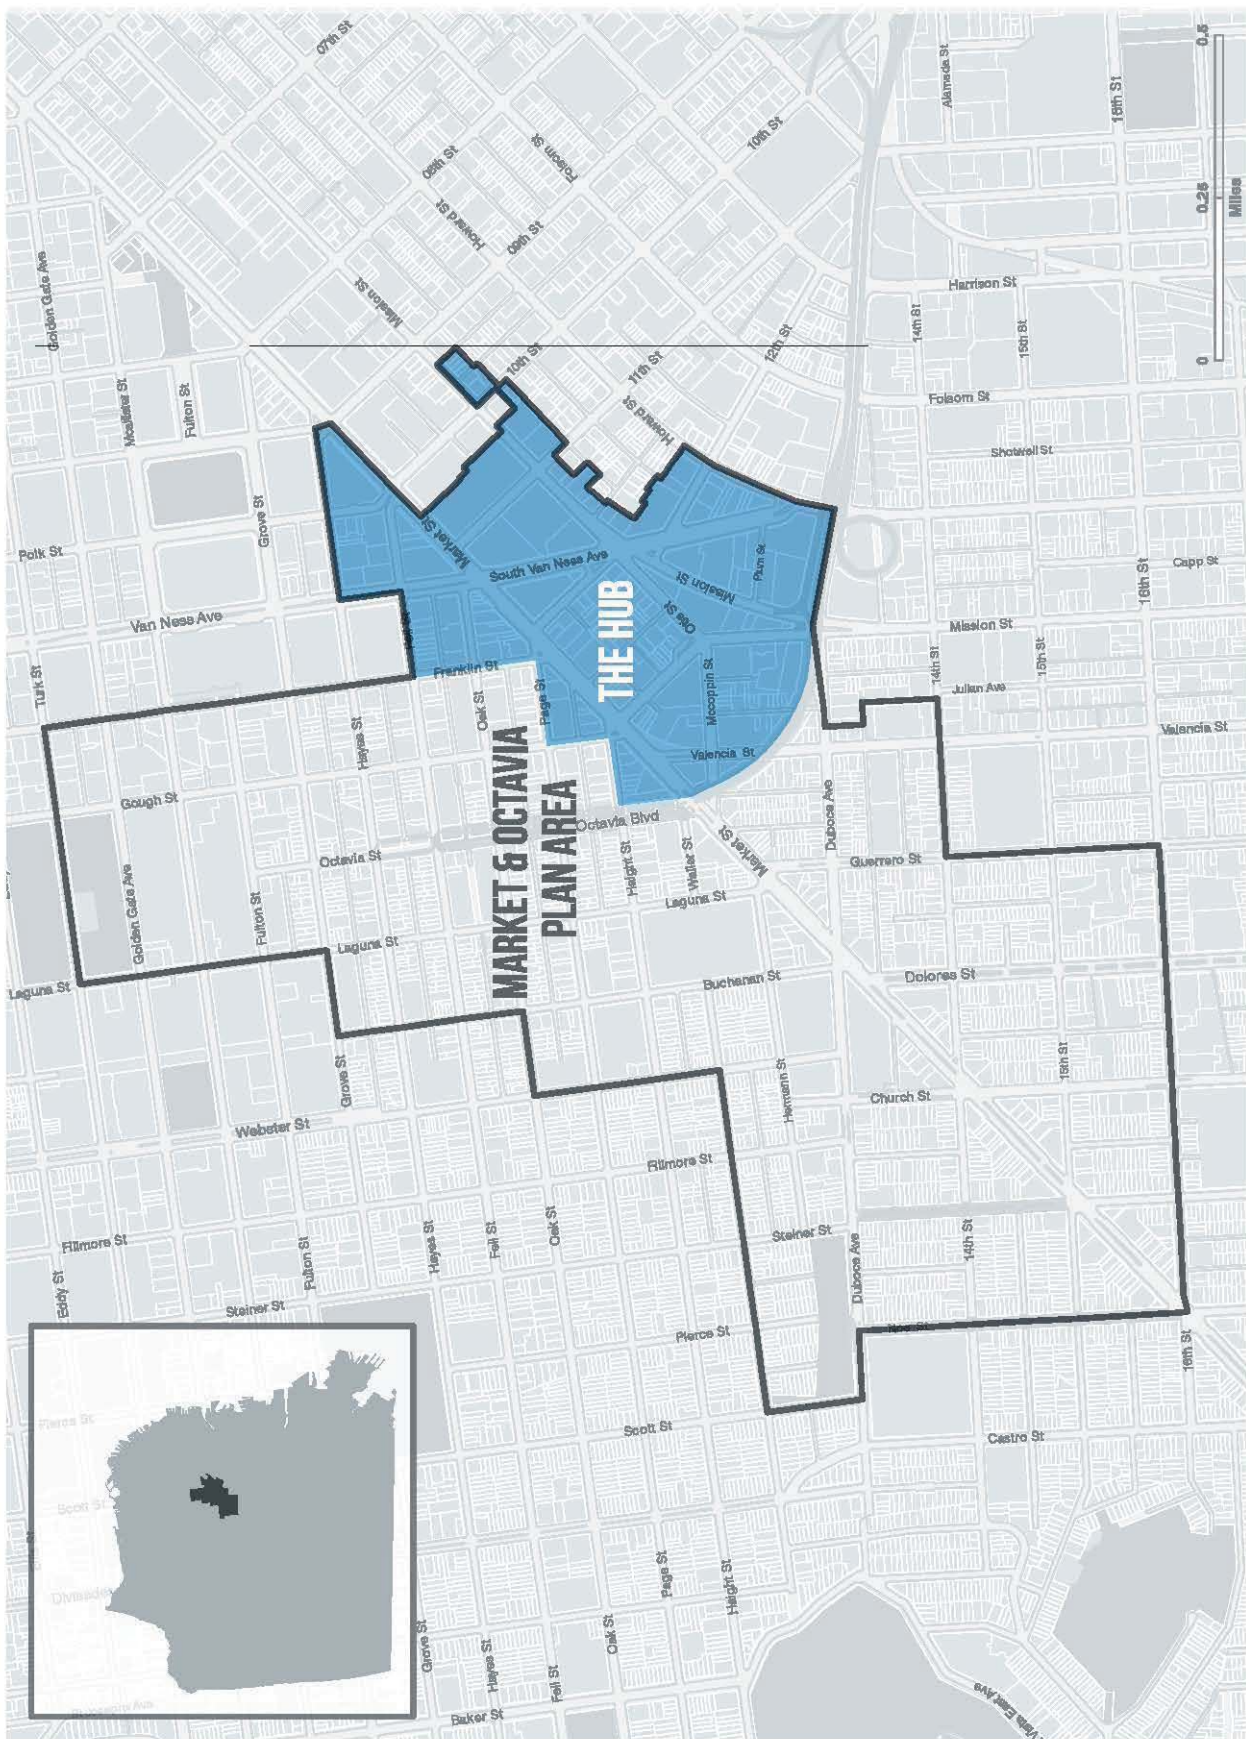 07th St
08th St
Folsom St
Howard St
09th St
10th St
Alameda St
15th St
0.5
0.25
Miles
0
Golden Gate Ave
Mission St
Harrison St
14th St
15th St
12th St
McAllister St
Fulton St
10th St
11th St
Howard St
Folsom St
Shotwell St
Polk St
Grove St
Market St
South Van Ness Ave
Plum St
Mission St
Otis St
16th St
Capp St
Van Ness Ave
THE HUB
Mission St
Turk St
Franklin St
Oak St
Page St
Mccoppin St
14th St
15th St
Julian Ave
Hayes St
Valencia St
Valencia St
Gough St
MARKET & OCTAVIA
PLAN AREA
Octavia Blvd
Duboce Ave
Octavia St
Haight St
Waller St
Market St
Guerrero St
Golden Gate Ave
Fulton St
Laguna St
Laguna St
Laguna St
Buchanan St
Dolores St
Grove St
Hermann St
15th St
Church St
Webster St
Fillmore St
Fillmore St
Fulton St
Hayes St
Fell St
Oak St
Steiner St
Duboce Ave
14th St
Eddy St
Steiner St
Pierce St
16th St
Pierce St
Scott St
Castro St
Scott St
Page St
Haight St
Grove St
Hayes St
Fell St
Oak St
Baker St
Vista East Ave